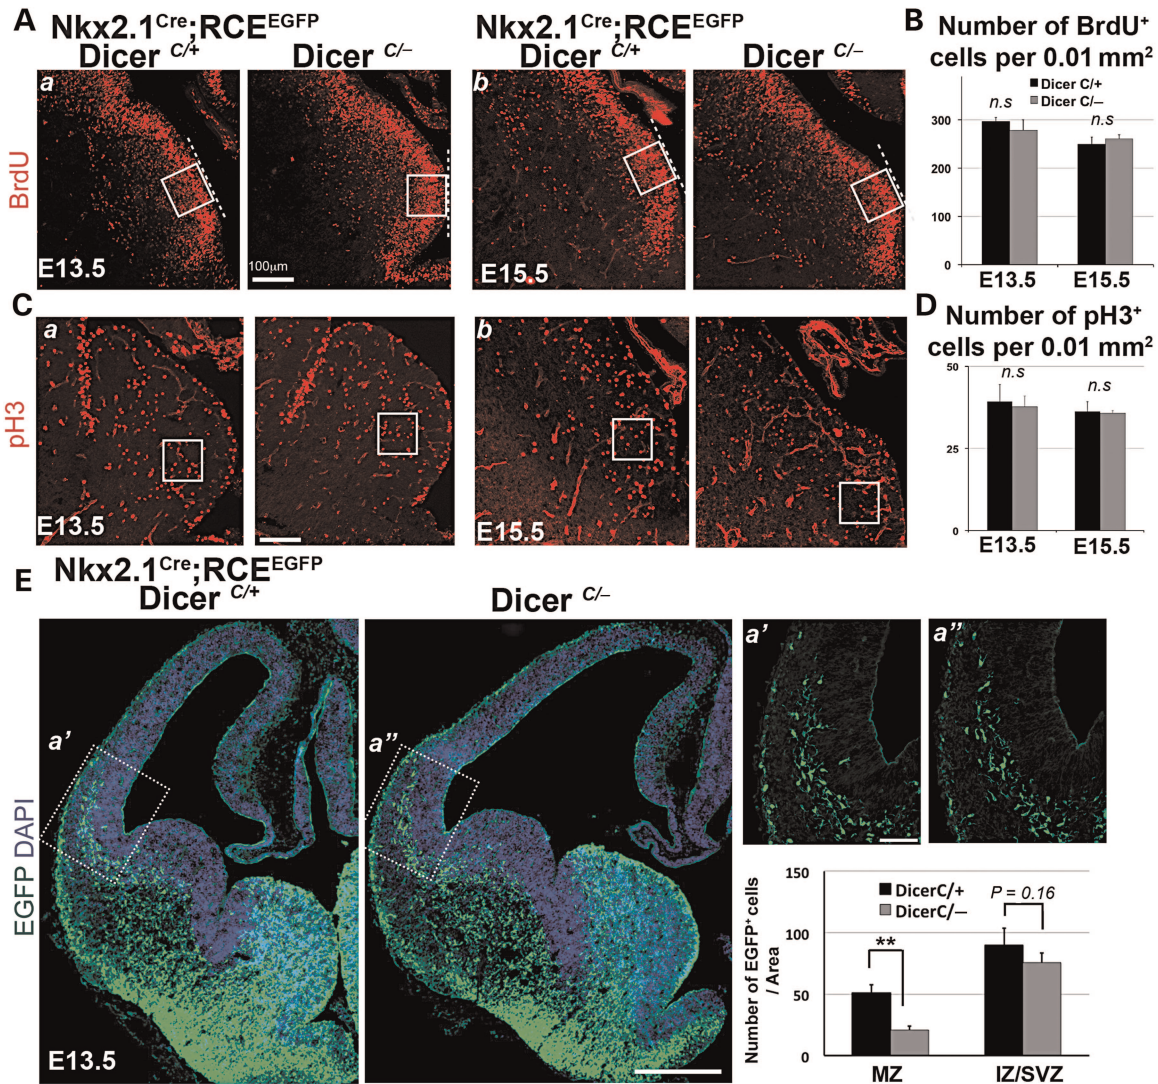 A Nkx2.1Cre;RCEEGFP
Dicer C/+ Dicer C/−
Nkx2.1Cre;RCEEGFP
Dicer C/+ Dicer C/−
BrdU
a
E13.5
100μm
b
E15.5
B Number of BrdU+
cells per 0.01 mm2
Dicer C/+
Dicer C/−
n.s
n.s
300
200
100
0
E13.5 E15.5
C
pH3
a
E13.5
b
E15.5
D Number of pH3+
cells per 0.01 mm2
50
n.s
n.s
25
0
E13.5 E15.5
E Nkx2.1Cre;RCEEGFP
Dicer C/+ Dicer C/−
EGFP DAPI
a’
E13.5
a”
a’
a”
Number of EGFP+ cells
/ Area
150
DicerC/+
DicerC/−
P = 0.16
100
**
50
0
MZ IZ/SVZ